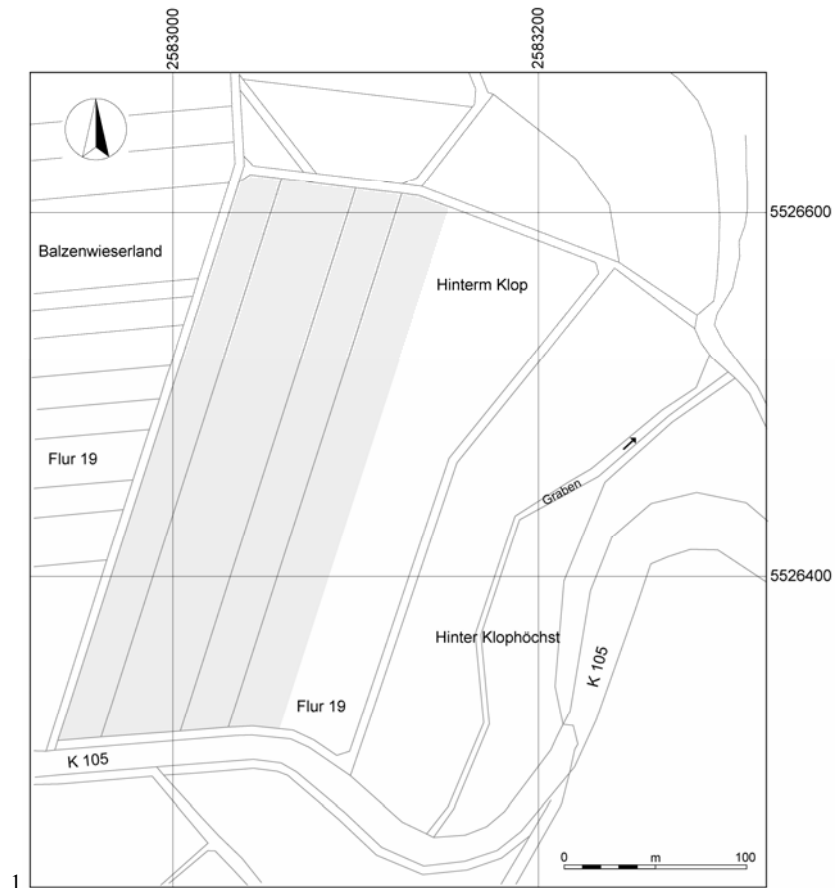 2583000
2583200
5526600
Balzenwieserland
Hinterm Klop
Flur 19
Graben
5526400
Hinter Klophöchst
K 105
Flur 19
K 105
0 m 100
1